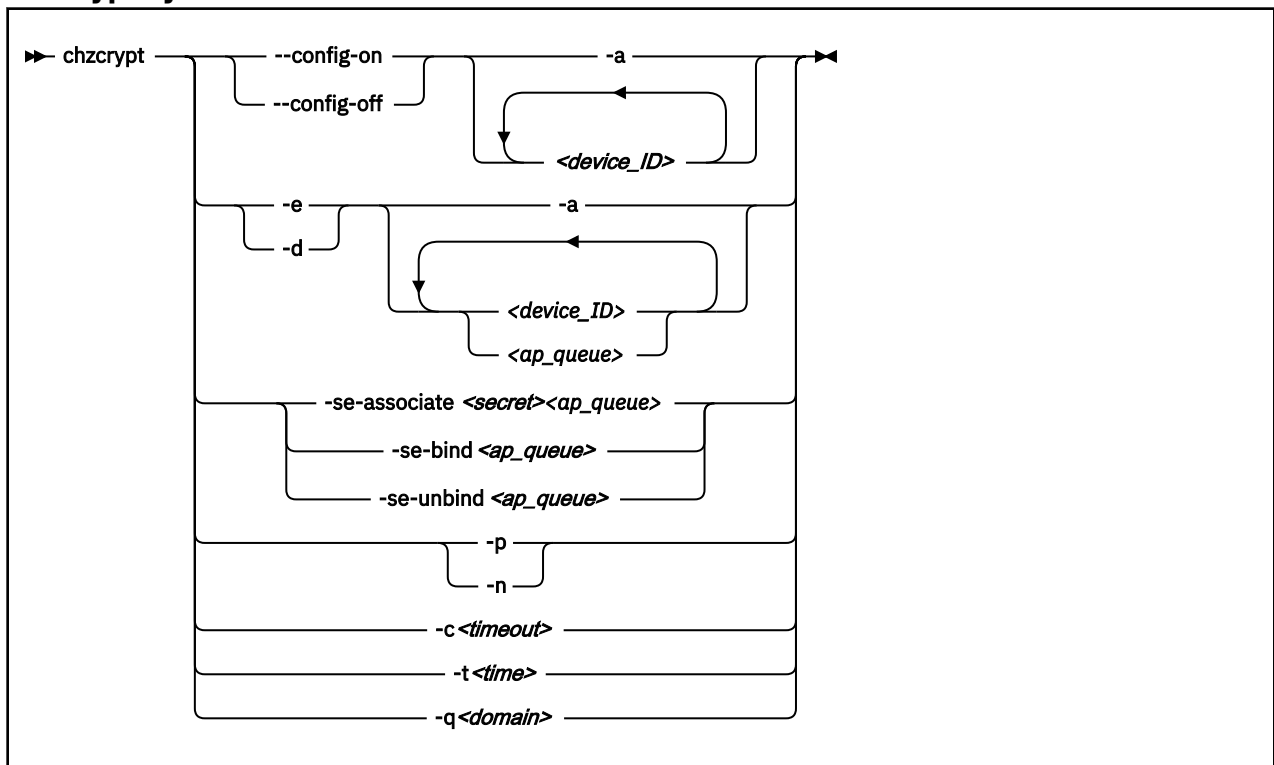 chzcrypt --config-on -a
--config-off
<device_ID>
-e -a
-d
<device_ID>
<ap_queue>
-se-associate <secret><ap_queue>
-se-bind <ap_queue>
-se-unbind <ap_queue>
-p
-n
-c<timeout>
-t<time>
-q<domain>